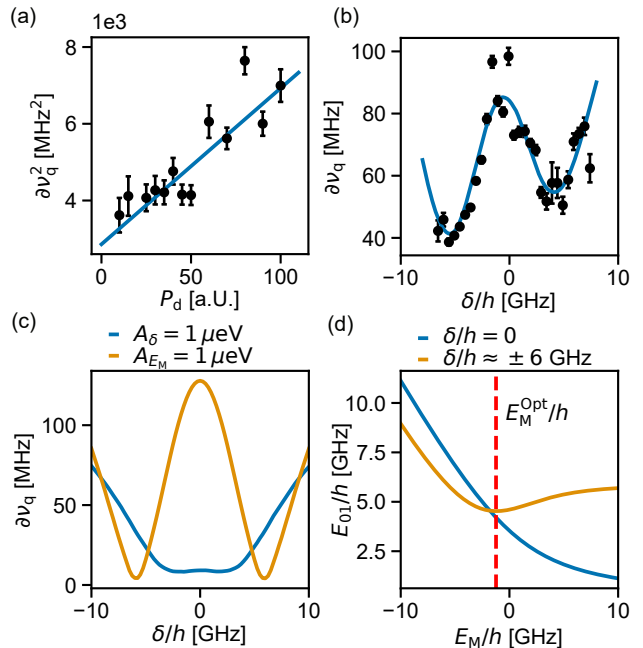 (a)
1e3
8
6
4
∂ν_q^2 [MHz^2]
0
50
100
P_d [a.U.]
(b)
100
80
60
40
∂ν_q [MHz]
−10
0
10
δ/h [GHz]
(c)
A_δ = 1 μeV
A_{E_M} = 1 μeV
100
50
0
∂ν_q [MHz]
−10
0
10
δ/h [GHz]
(d)
δ/h = 0
δ/h ≈ ± 6 GHz
E_M^Opt/h
10.0
7.5
5.0
2.5
E_01/h [GHz]
−10
0
10
E_M/h [GHz]